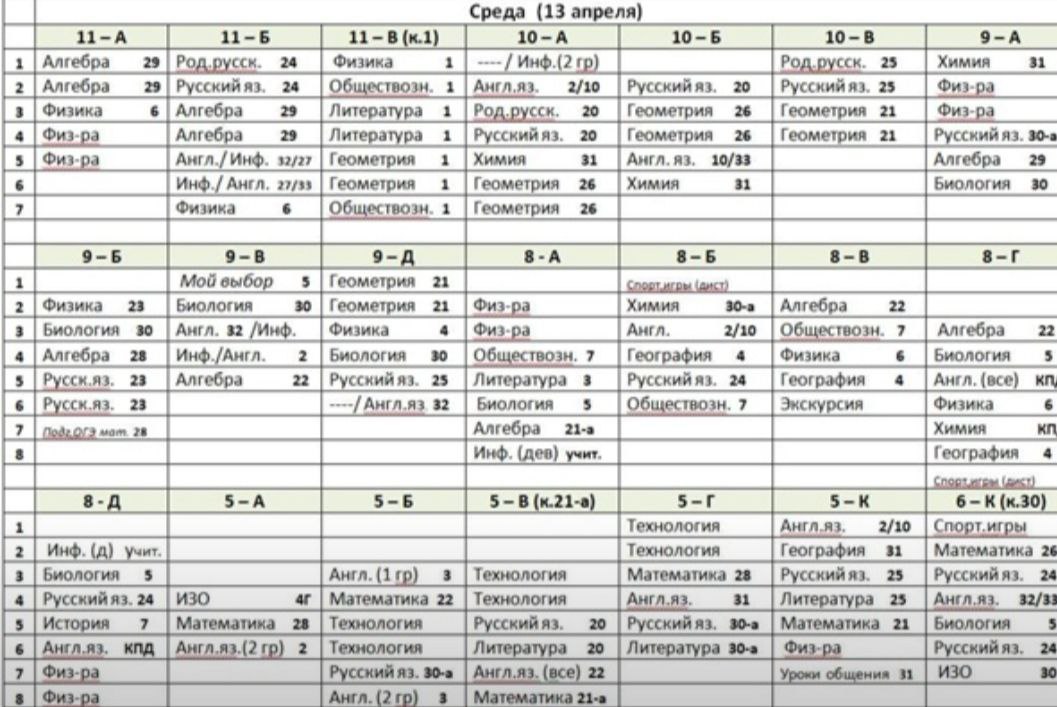 Среда (13 апреля)
11 – А 11 – Б 11 – В (к.1) 10 – А 10 – Б 10 – В 9 – А
1 Алгебра 29 Род.русск. 24 Физика 1 ---- / Инф.(2 гр) Род.русск. 25 Химия 31
2 Алгебра 29 Русский яз. 24 Обществозн. 1 Англ.яз. 2/10 Русский яз. 20 Русский яз. 25 Физ-ра
3 Физика 6 Алгебра 29 Литература 1 Род.русск. 20 Геометрия 26 Геометрия 21 Физ-ра
4 Физ-ра Алгебра 29 Литература 1 Русский яз. 20 Геометрия 26 Геометрия 21 Русский яз. 30-а
5 Физ-ра Англ./ Инф. 32/27 Геометрия 1 Химия 31 Англ. яз. 10/33 Алгебра 29
6 Инф./ Англ. 27/33 Геометрия 1 Геометрия 26 Химия 31 Биология 30
7 Физика 6 Обществозн. 1 Геометрия 26
9 – Б 9 – В 9 – Д 8 - А 8 – Б 8 – В 8 – Г
1 Мой выбор 5 Геометрия 21 Спорт.игры (дист)
2 Физика 23 Биология 30 Геометрия 21 Физ-ра Химия 30-а Алгебра 22
3 Биология 30 Англ. 32 /Инф. Физика 4 Физ-ра Англ. 2/10 Обществозн. 7 Алгебра 22
4 Алгебра 28 Инф./Англ. 2 Биология 30 Обществозн. 7 География 4 Физика 6 Биология 5
5 Русск.яз. 23 Алгебра 22 Русский яз. 25 Литература 3 Русский яз. 24 География 4 Англ. (все) КПД
6 Русск.яз. 23 ----/ Англ.яз 32 Биология 5 Обществозн. 7 Экскурсия Физика 6
7 Подг.ОГЭ мат. 28 Алгебра 21-а Химия КП
8 Инф. (дев) учит. География 4
Спорт.игры (дист)
8 - Д 5 – А 5 – Б 5 – В (к.21-а) 5 – Г 5 – К 6 – К (к.30)
1 Технология Англ.яз. 2/10 Спорт.игры
2 Инф. (д) учит. Технология География 31 Математика 26
3 Биология 5 Англ. (1 гр) 3 Технология Математика 28 Русский яз. 25 Русский яз. 24
4 Русский яз. 24 ИЗО 4Г Математика 22 Технология Англ.яз. 31 Литература 25 Англ.яз. 32/33
5 История 7 Математика 28 Технология Русский яз. 20 Русский яз. 30-а Математика 21 Биология 5
6 Англ.яз. КПД Англ.яз.(2 гр) 2 Технология Литература 20 Литература 30-а Физ-ра Русский яз. 24
7 Физ-ра Русский яз. 30-а Англ.яз. (все) 22 Уроки общения 31 ИЗО 30
8 Физ-ра Англ. (2 гр) 3 Математика 21-а